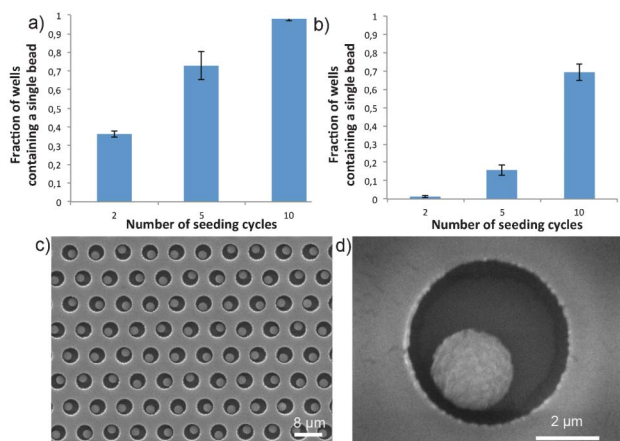 a)
Fraction of wells
containing a single bead
1
0,9
0,8
0,7
0,6
0,5
0,4
0,3
0,2
0,1
0
2 5 10
Number of seeding cycles
b)
Fraction of wells
containing a single bead
1
0,9
0,8
0,7
0,6
0,5
0,4
0,3
0,2
0,1
0
2 5 10
Number of seeding cycles
c)
8 µm
d)
2 µm